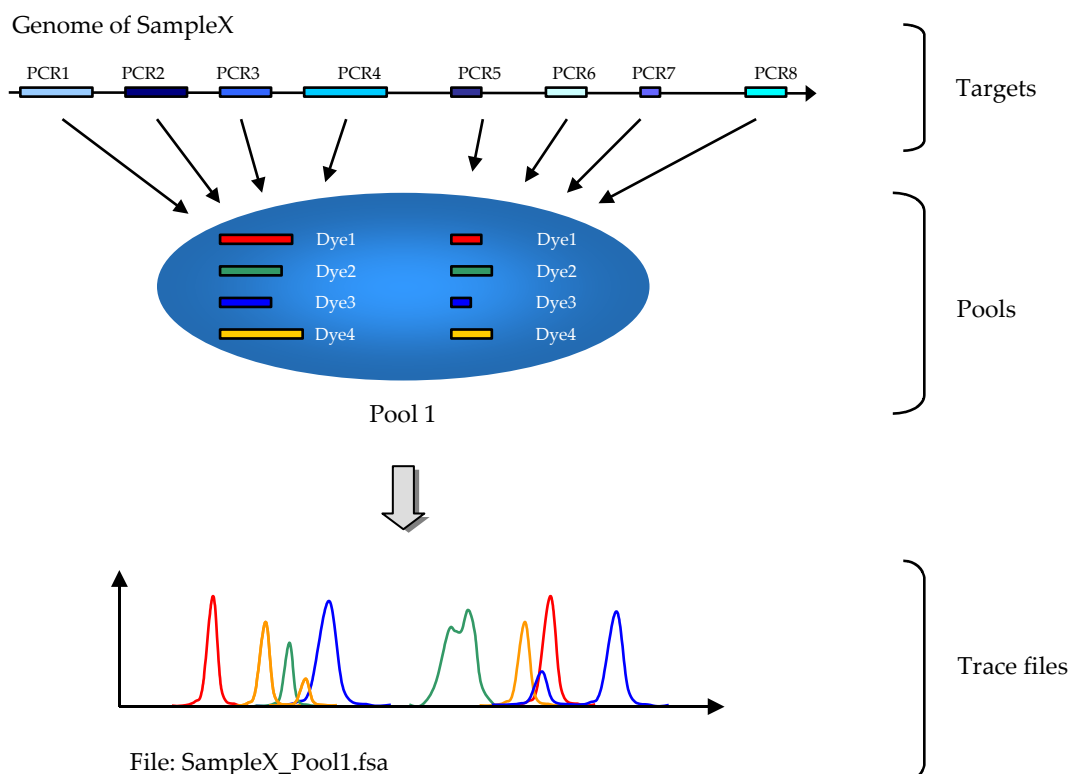 Genome of SampleX
PCR1 PCR2 PCR3 PCR4 PCR5 PCR6 PCR7 PCR8
Targets
Dye1 Dye1
Dye2 Dye2
Dye3 Dye3
Dye4 Dye4
Pools
Pool 1
Trace files
File: SampleX_Pool1.fsa